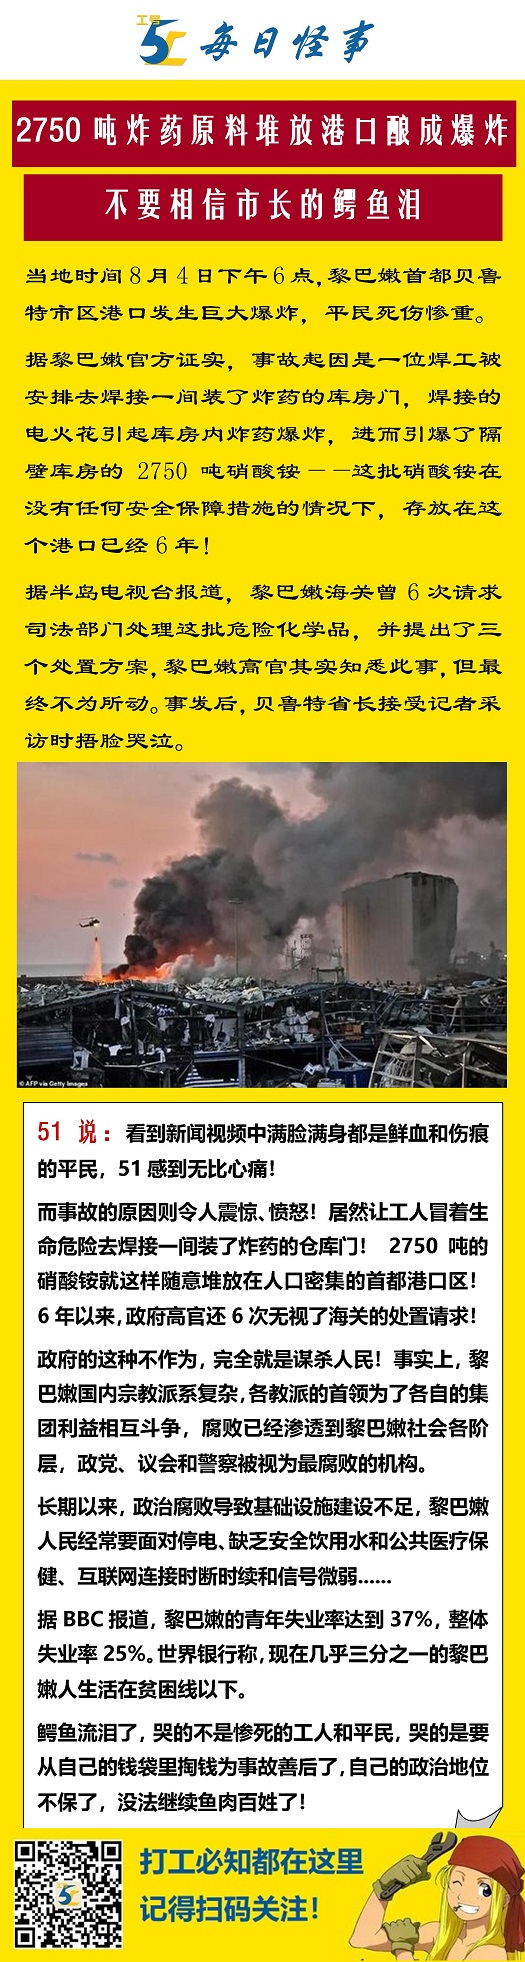 工号
51
每日怪事
2750吨炸药原料堆放港口酿成爆炸
不要相信市长的鳄鱼泪
当地时间8月4日下午6点，黎巴嫩首都贝鲁
特市区港口发生巨大爆炸，平民死伤惨重。
据黎巴嫩官方证实，事故起因是一位焊工被
安排去焊接一间装了炸药的库房门，焊接的
电火花引起库房内炸药爆炸，进而引爆了隔
壁库房的 2750 吨硝酸铵——这批硝酸铵在
没有任何安全保障措施的情况下，存放在这
个港口已经6年！
据半岛电视台报道，黎巴嫩海关曾6次请求
司法部门处理这批危险化学品，并提出了三
个处置方案，黎巴嫩高官其实知悉此事，但最
终不为所动。事发后，贝鲁特省长接受记者采
访时捂脸哭泣。
© AFP via Getty Images
51 说：看到新闻视频中满脸满身都是鲜血和伤痕
的平民，51感到无比心痛！
而事故的原因则令人震惊、愤怒！居然让工人冒着生
命危险去焊接一间装了炸药的仓库门！ 2750 吨的
硝酸铵就这样随意堆放在人口密集的首都港口区！
6年以来，政府高官还6次无视了海关的处置请求！
政府的这种不作为，完全就是谋杀人民！事实上，黎
巴嫩国内宗教派系复杂，各教派的首领为了各自的集
团利益相互斗争，腐败已经渗透到黎巴嫩社会各阶
层，政党、议会和警察被视为最腐败的机构。
长期以来，政治腐败导致基础设施建设不足，黎巴嫩
人民经常要面对停电、缺乏安全饮用水和公共医疗保
健、互联网连接时断时续和信号微弱......
据BBC报道，黎巴嫩的青年失业率达到37%，整体
失业率25%。世界银行称，现在几乎三分之一的黎巴
嫩人生活在贫困线以下。
鳄鱼流泪了，哭的不是惨死的工人和平民，哭的是要
从自己的钱袋里掏钱为事故善后了，自己的政治地位
不保了，没法继续鱼肉百姓了！
打工必知都在这里
记得扫码关注！